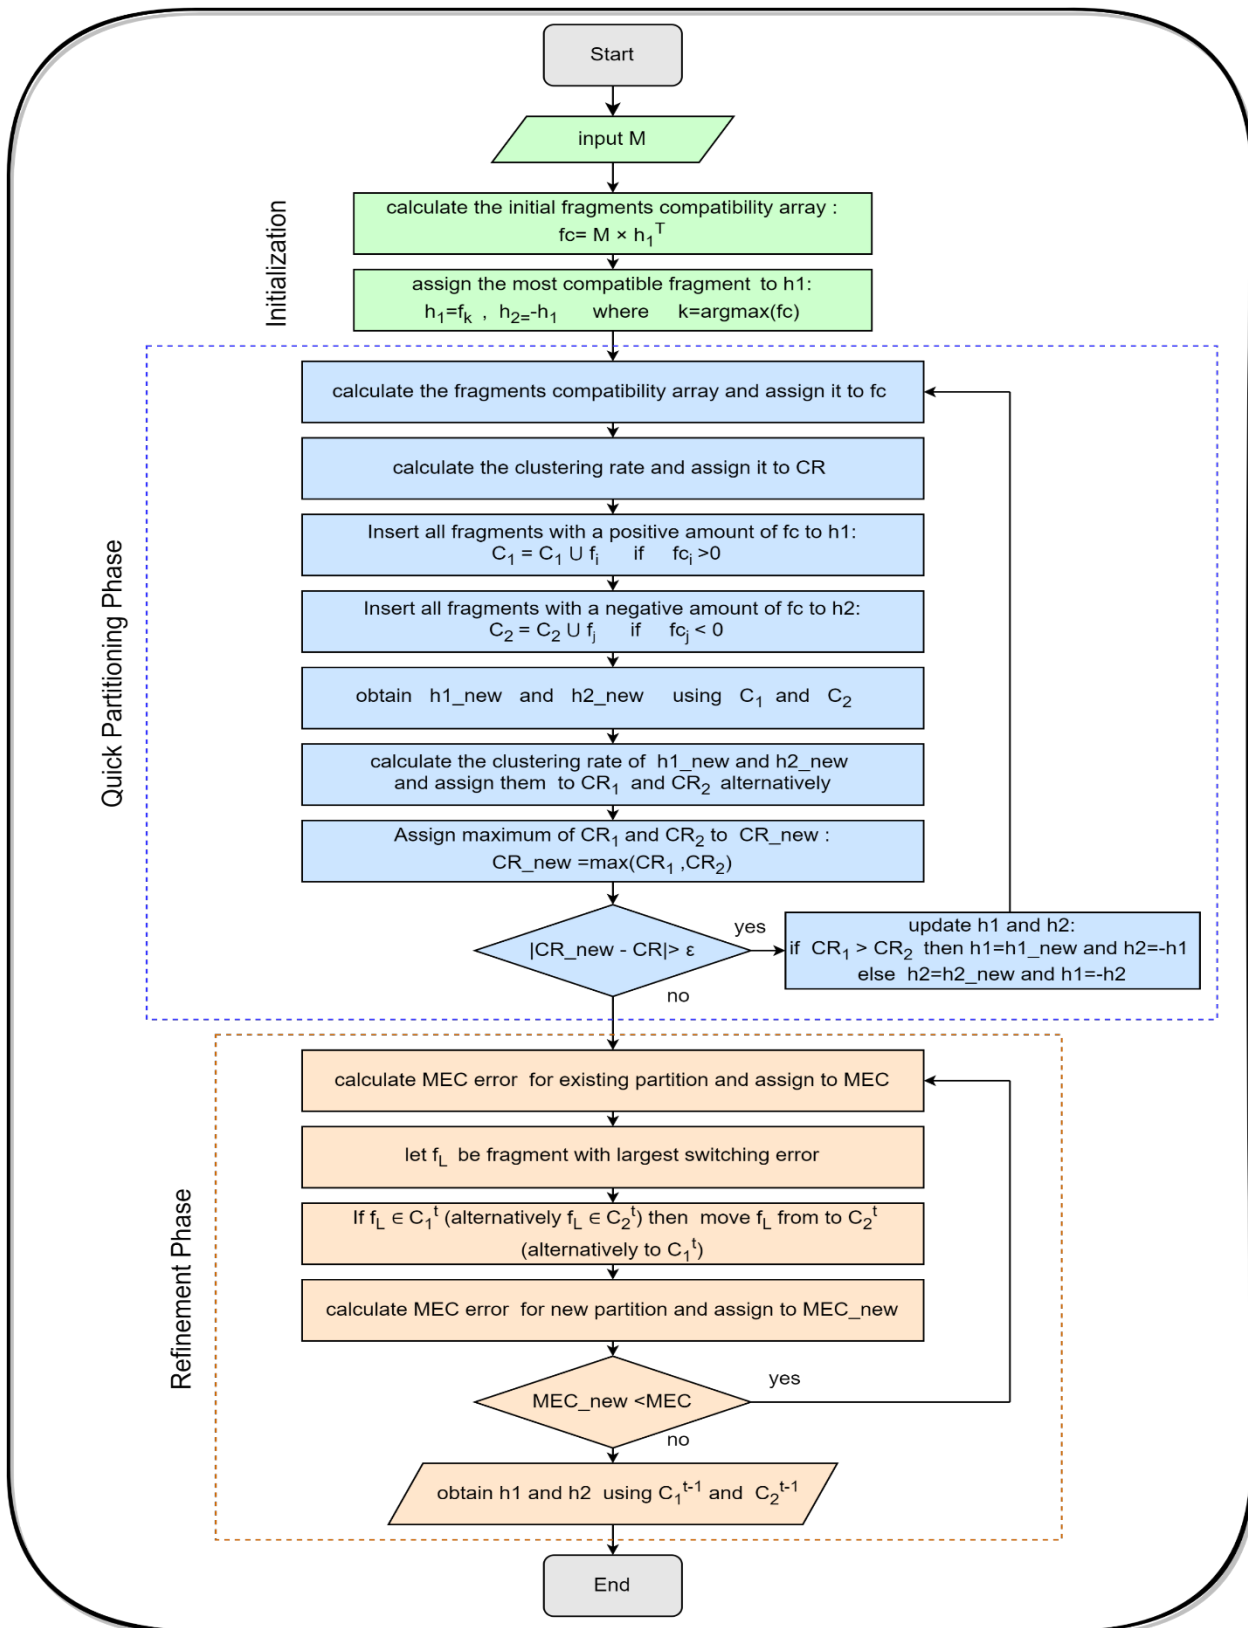 Start
input M
Initialization
calculate the initial fragments compatibility array :
fc= M × h₁ᵀ
assign the most compatible fragment to h1:
h₁=fₖ , h₂₌-h₁ where k=argmax(fc)
Quick Partitioning Phase
calculate the fragments compatibility array and assign it to fc
calculate the clustering rate and assign it to CR
Insert all fragments with a positive amount of fc to h1:
C₁ = C₁ U fᵢ if fcᵢ >0
Insert all fragments with a negative amount of fc to h2:
C₂ = C₂ U fⱼ if fcⱼ < 0
obtain h1_new and h2_new using C₁ and C₂
calculate the clustering rate of h1_new and h2_new
and assign them to CR₁ and CR₂ alternatively
Assign maximum of CR₁ and CR₂ to CR_new :
CR_new =max(CR₁ ,CR₂)
|CR_new - CR|> ε
yes
update h1 and h2:
if CR₁ > CR₂ then h1=h1_new and h2=-h1
else h2=h2_new and h1=-h2
no
Refinement Phase
calculate MEC error for existing partition and assign to MEC
let f_L be fragment with largest switching error
If f_L ∈ C₁ᵗ (alternatively f_L ∈ C₂ᵗ) then move f_L from to C₂ᵗ
(alternatively to C₁ᵗ)
calculate MEC error for new partition and assign to MEC_new
MEC_new <MEC
yes
no
obtain h1 and h2 using C₁ᵗ⁻¹ and C₂ᵗ⁻¹
End